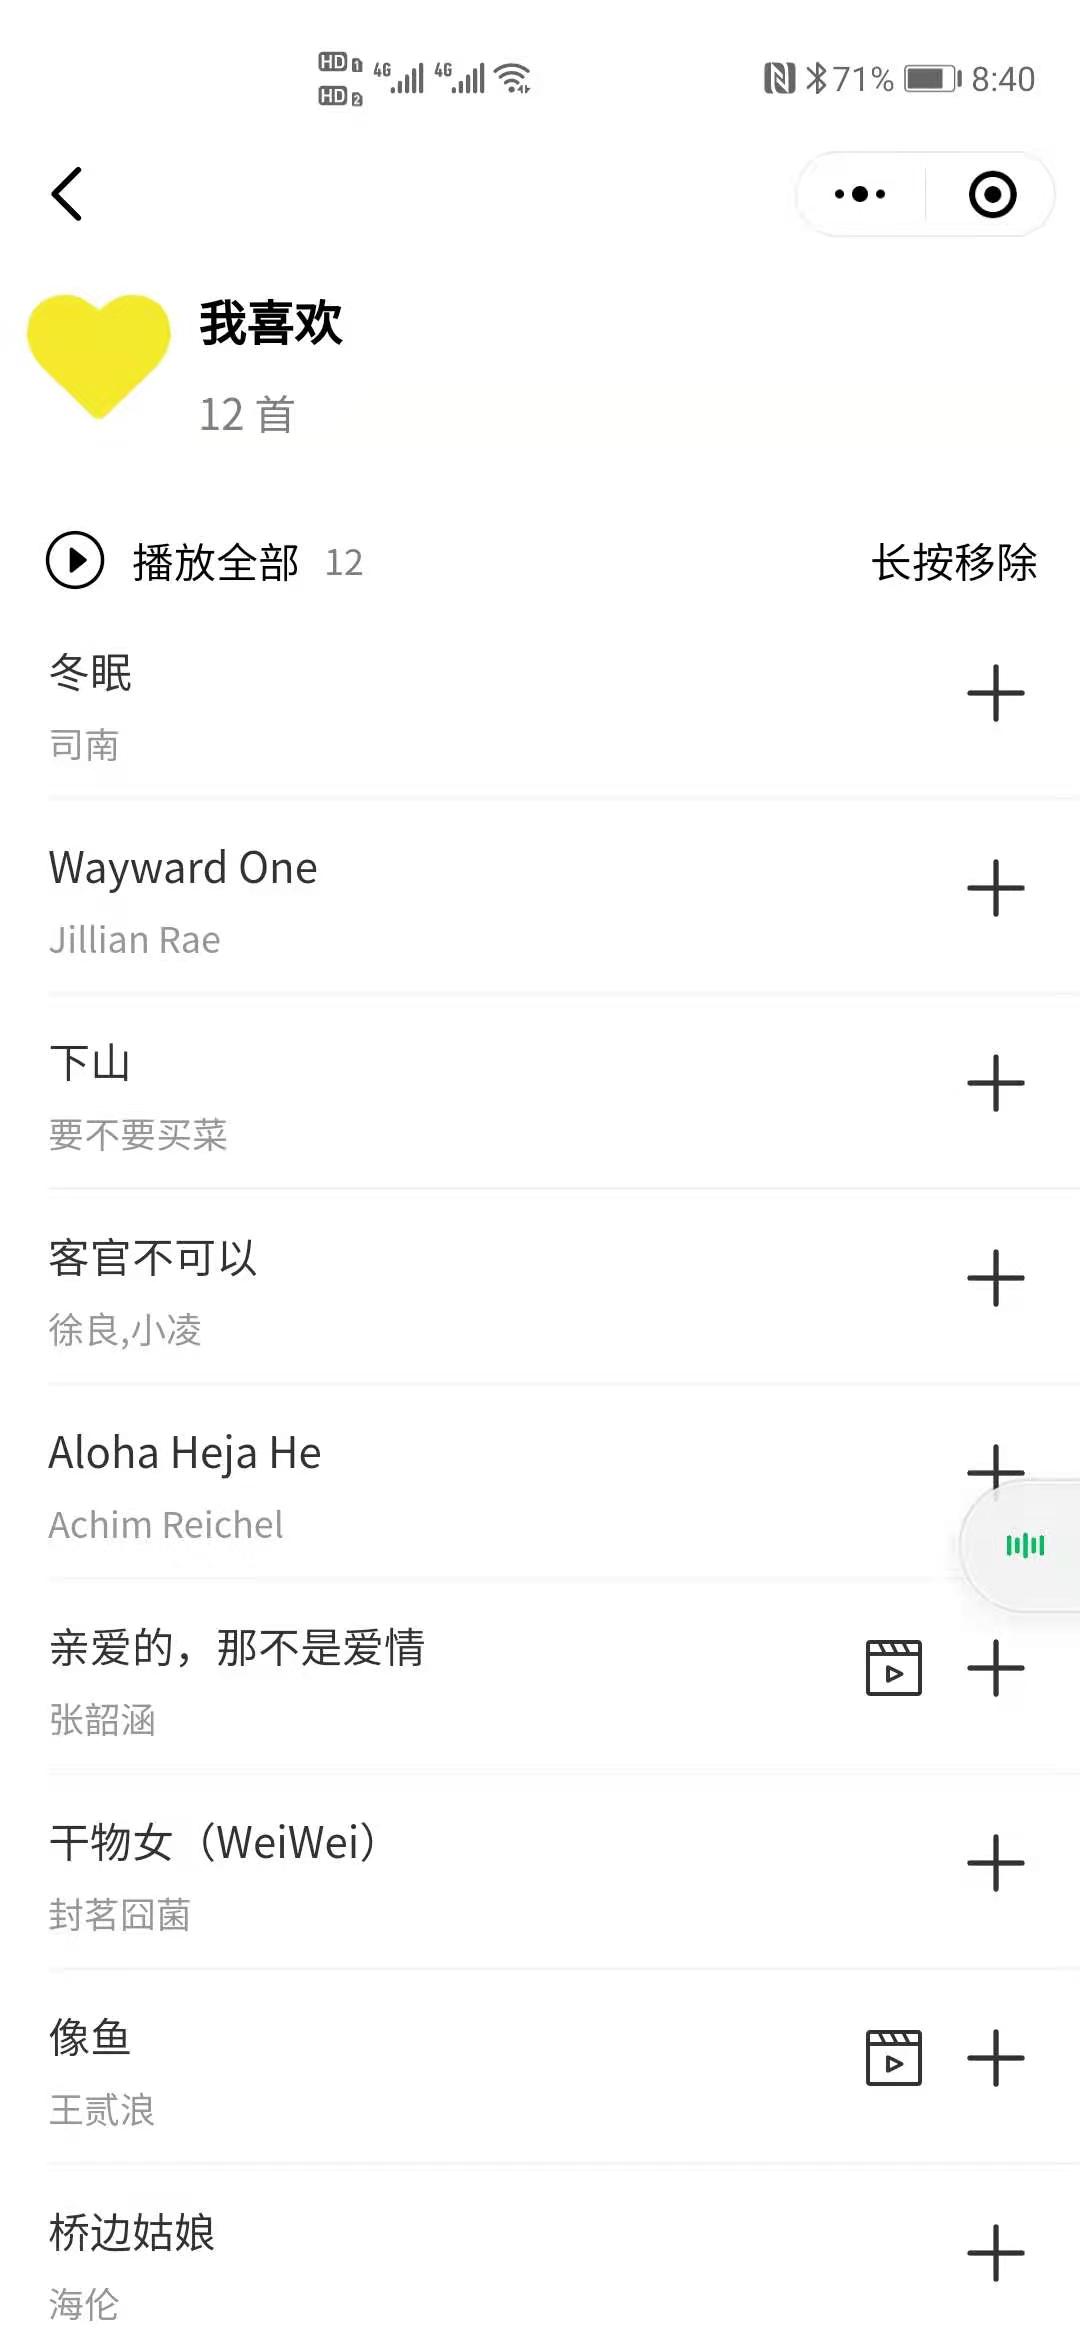 HD 1 4G 4G
HD 2
71% 8:40
我喜欢
12 首
播放全部 12 长按移除
冬眠
司南
Wayward One
Jillian Rae
下山
要不要买菜
客官不可以
徐良,小凌
Aloha Heja He
Achim Reichel
亲爱的，那不是爱情
张韶涵
干物女（WeiWei）
封茗囧菌
像鱼
王贰浪
桥边姑娘
海伦